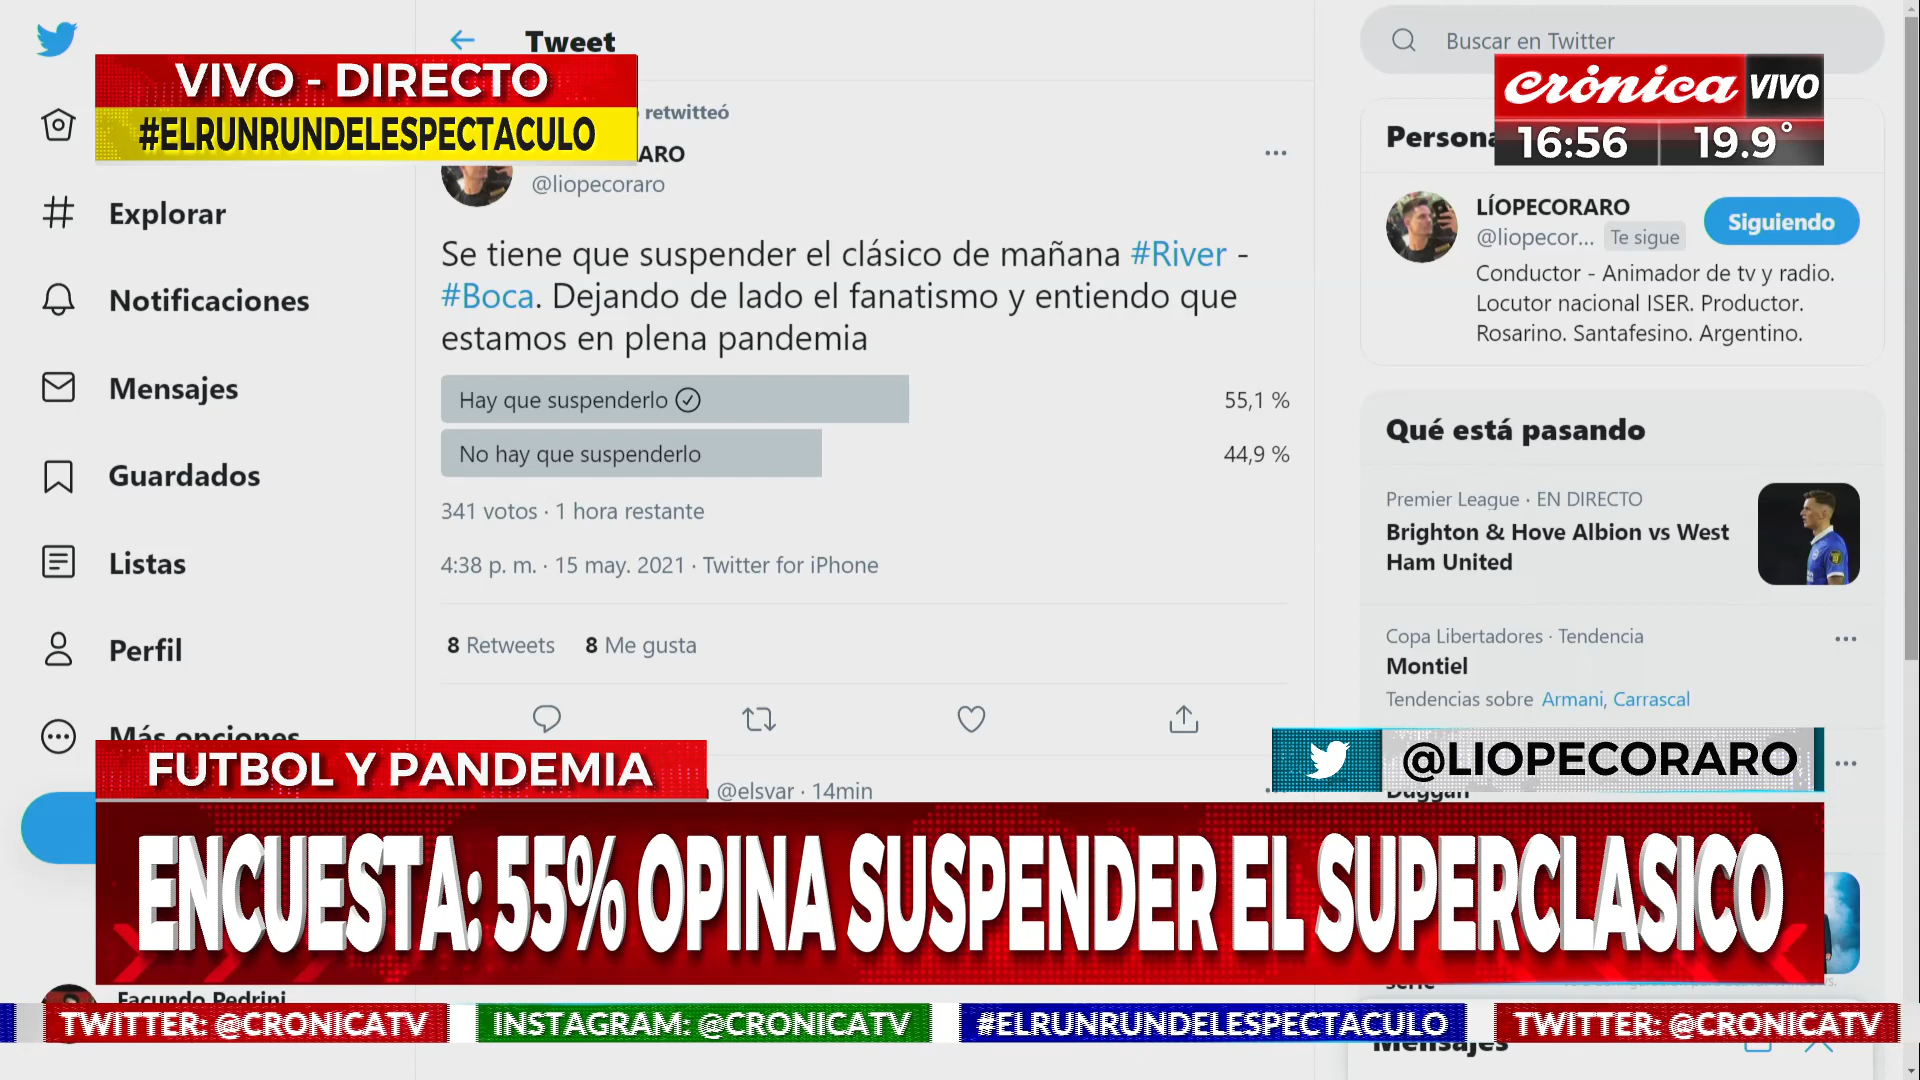 Tweet
Buscar en Twitter
VIVO - DIRECTO
#ELRUNRUNDELESPECTACULO
crónica VIVO
16:56 19.9°
retwitteó
@liopecoraro
Explorar
Notificaciones
Mensajes
Guardados
Listas
Perfil
Más opciones
Se tiene que suspender el clásico de mañana #River -
#Boca. Dejando de lado el fanatismo y entiendo que
estamos en plena pandemia
Hay que suspenderlo 55,1 %
No hay que suspenderlo 44,9 %
341 votos · 1 hora restante
4:38 p. m. · 15 may. 2021 · Twitter for iPhone
8 Retweets 8 Me gusta
@elsvar · 14min
LÍOPECORARO
@liopecor... Te sigue
Siguiendo
Conductor - Animador de tv y radio.
Locutor nacional ISER. Productor.
Rosarino. Santafesino. Argentino.
Qué está pasando
Premier League · EN DIRECTO
Brighton & Hove Albion vs West
Ham United
Copa Libertadores · Tendencia
Montiel
Tendencias sobre Armani, Carrascal
@LIOPECORARO
Duggan
FUTBOL Y PANDEMIA
ENCUESTA: 55% OPINA SUSPENDER EL SUPERCLASICO
Facundo Pedrini
TWITTER: @CRONICATV INSTAGRAM: @CRONICATV #ELRUNRUNDELESPECTACULO TWITTER: @CRONICATV
Mensajes